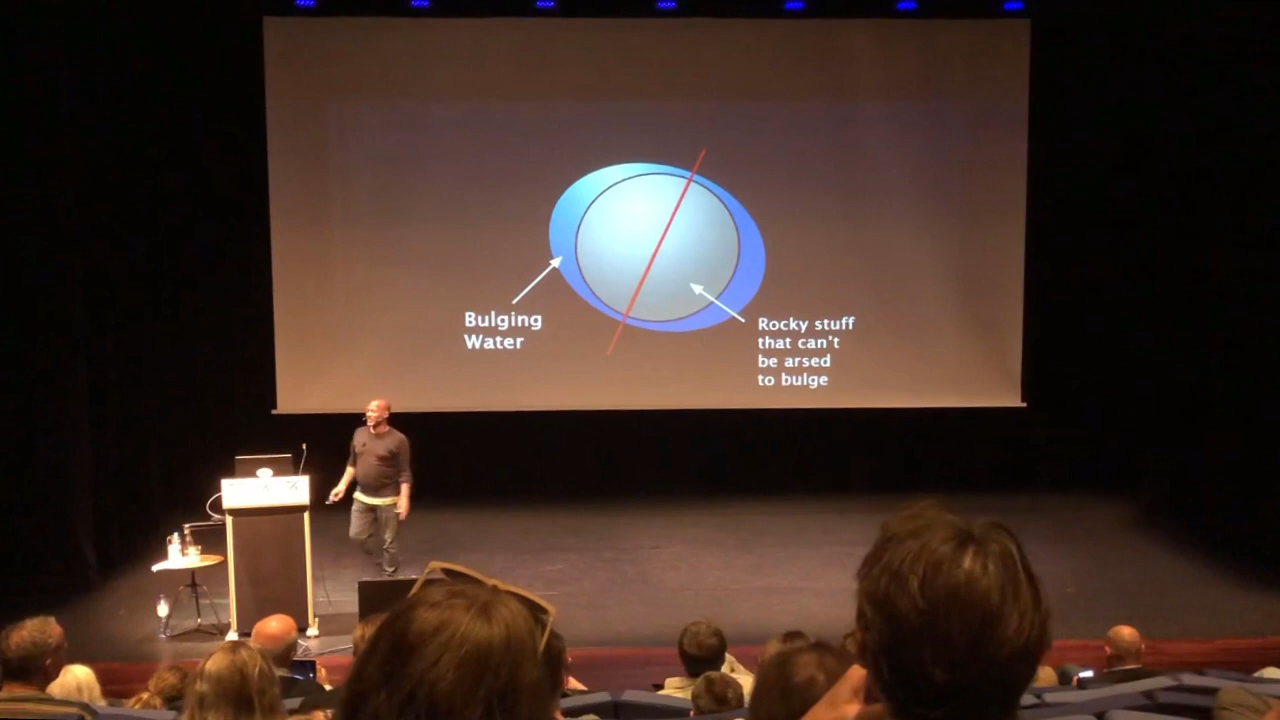 Bulging
Water
Rocky stuff
that can't
be arsed
to bulge